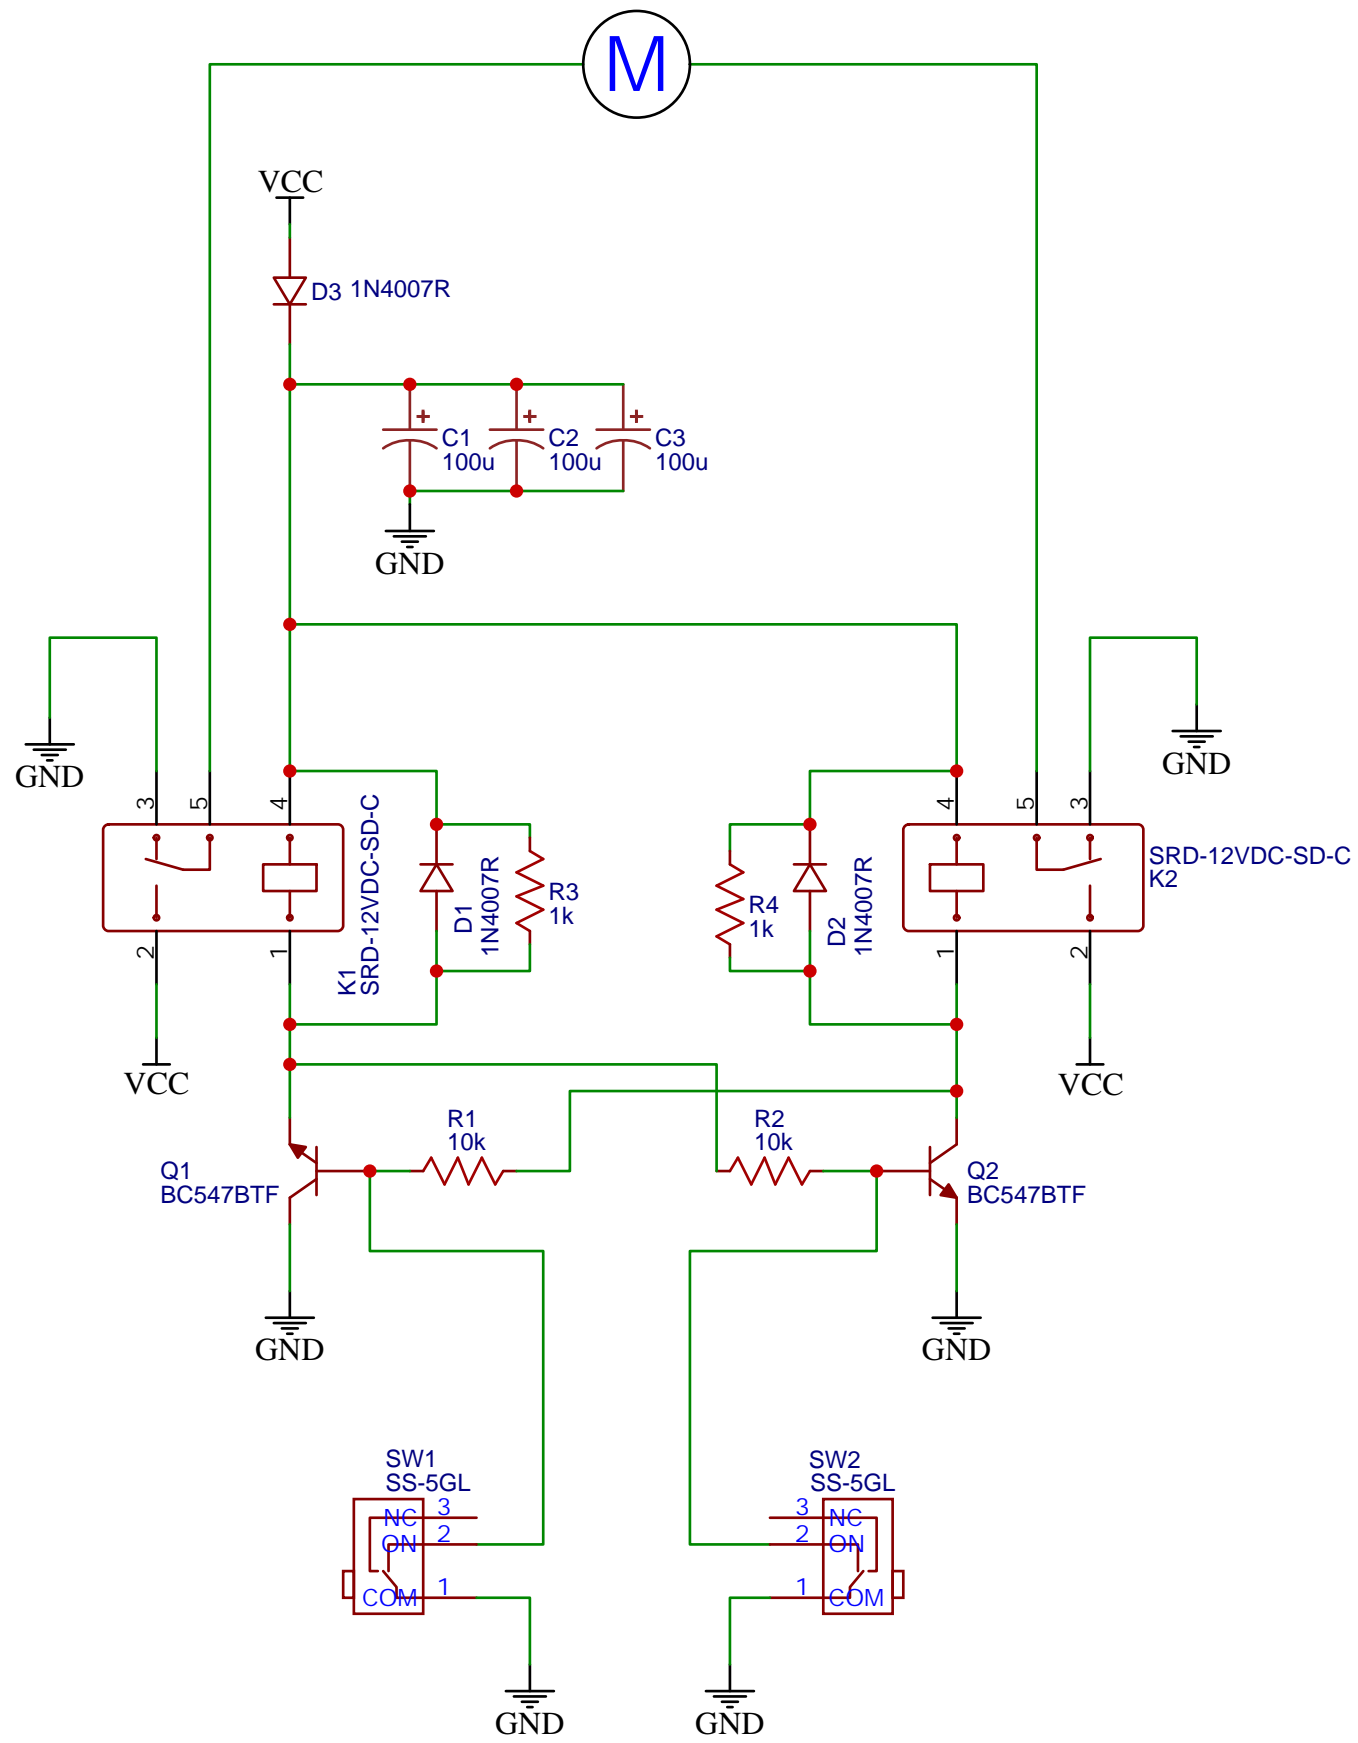 M
VCC
D3 1N4007R
C1
100u
C2
100u
C3
100u
GND
GND
GND
3
5
4
4
5
3
K1
SRD-12VDC-SD-C
D1
1N4007R
R3
1k
R4
1k
D2
1N4007R
SRD-12VDC-SD-C
K2
2
1
1
2
VCC
VCC
R1
10k
R2
10k
Q1
BC547BTF
Q2
BC547BTF
GND
GND
SW1
SS-5GL
NC 3
ON 2
COM 1
SW2
SS-5GL
3 NC
2 ON
1 COM
GND
GND